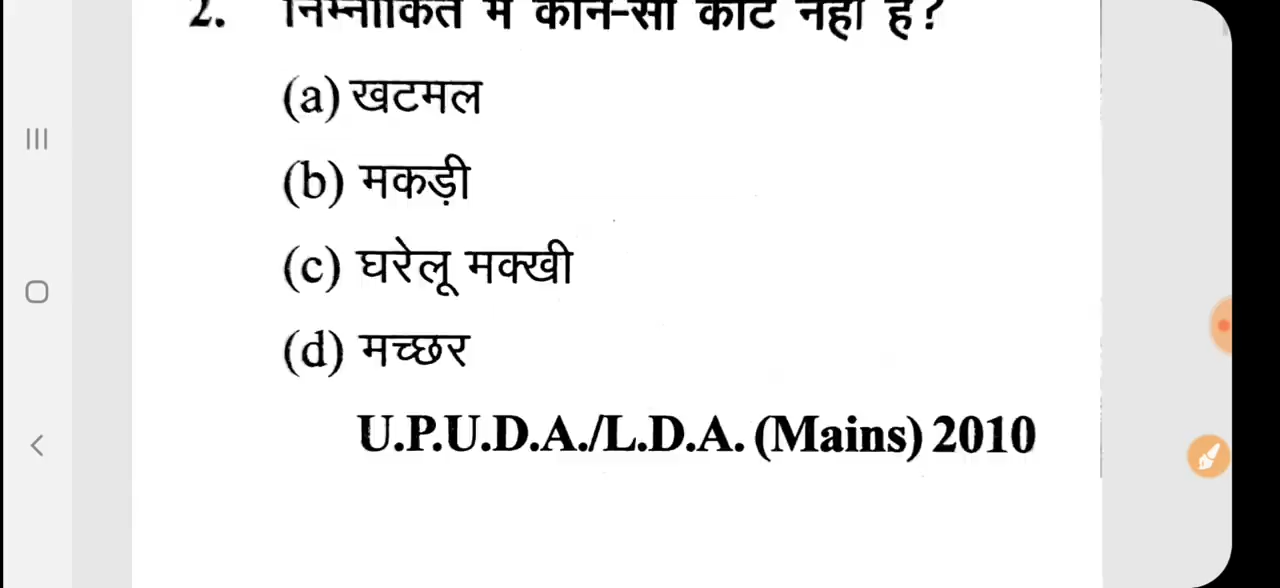 2. निम्नांकित में कौन-सा कीट नहीं है?
(a) खटमल
(b) मकड़ी
(c) घरेलू मक्खी
(d) मच्छर
U.P.U.D.A./L.D.A. (Mains) 2010